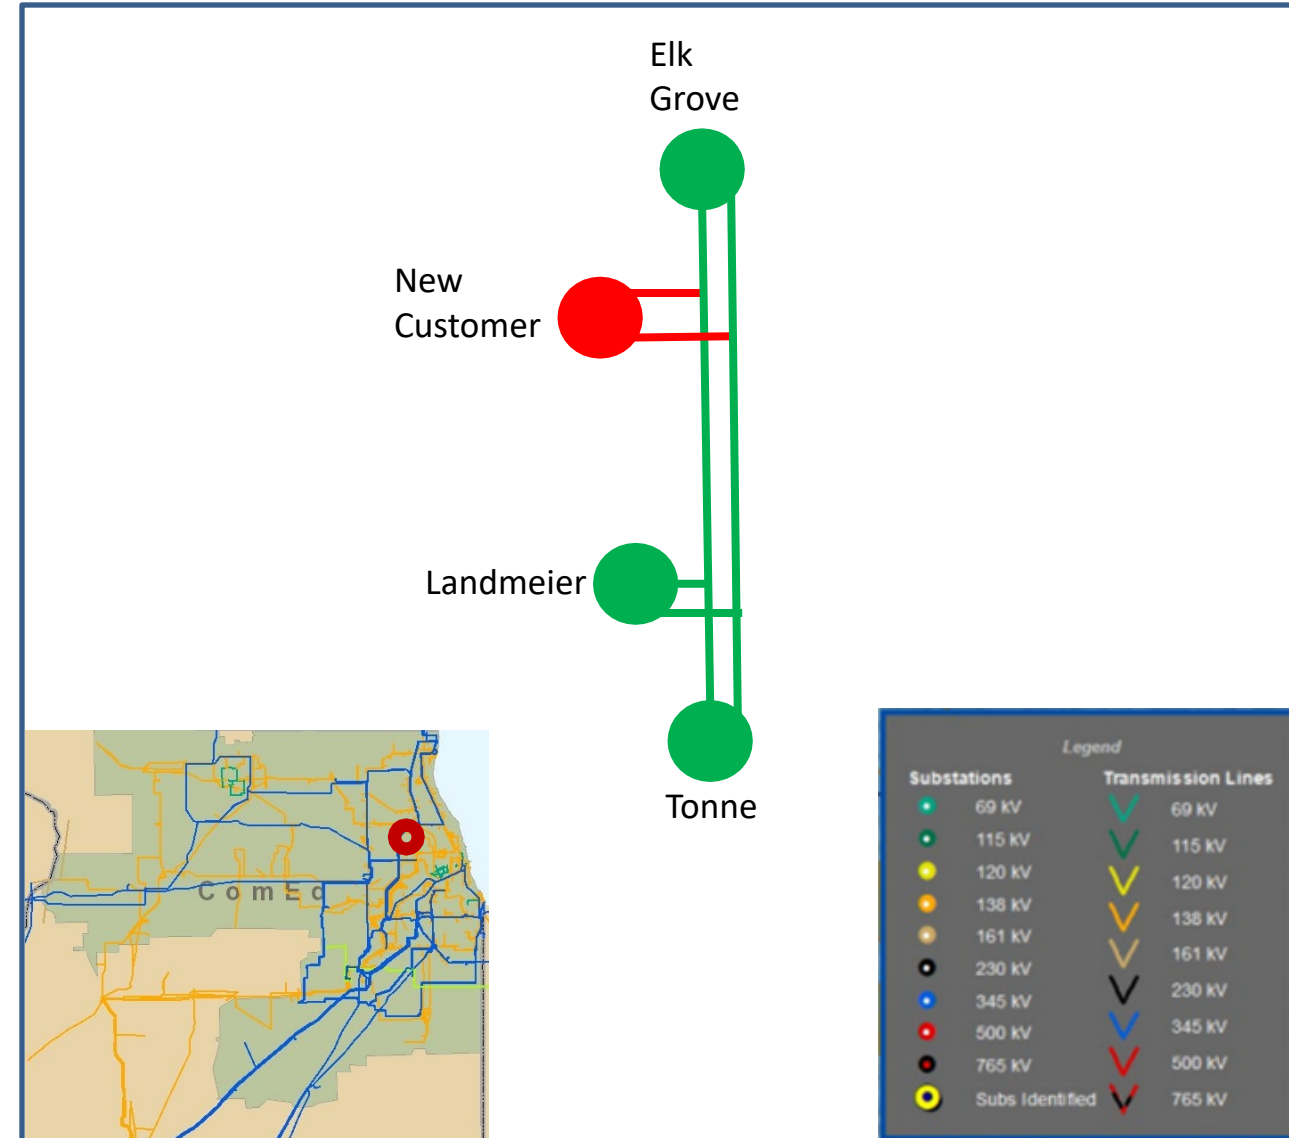 Elk
Grove
New
Customer
Landmeier
Tonne
ComEd
Legend
Substations
Transmission Lines
69 kV
69 kV
115 kV
115 kV
120 kV
120 kV
138 kV
138 kV
161 kV
161 kV
230 kV
230 kV
345 kV
345 kV
500 kV
500 kV
765 kV
765 kV
Subs Identified